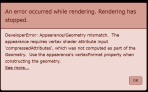 An error occurred while rendering. Rendering has
stopped.
DeveloperError: Appearance/Geometry mismatch. The
appearance requires vertex shader attribute input
'compressedAttributes', which was not computed as part of the
Geometry. Use the appearance's vertexFormat property when
constructing the geometry.
See more...
OK